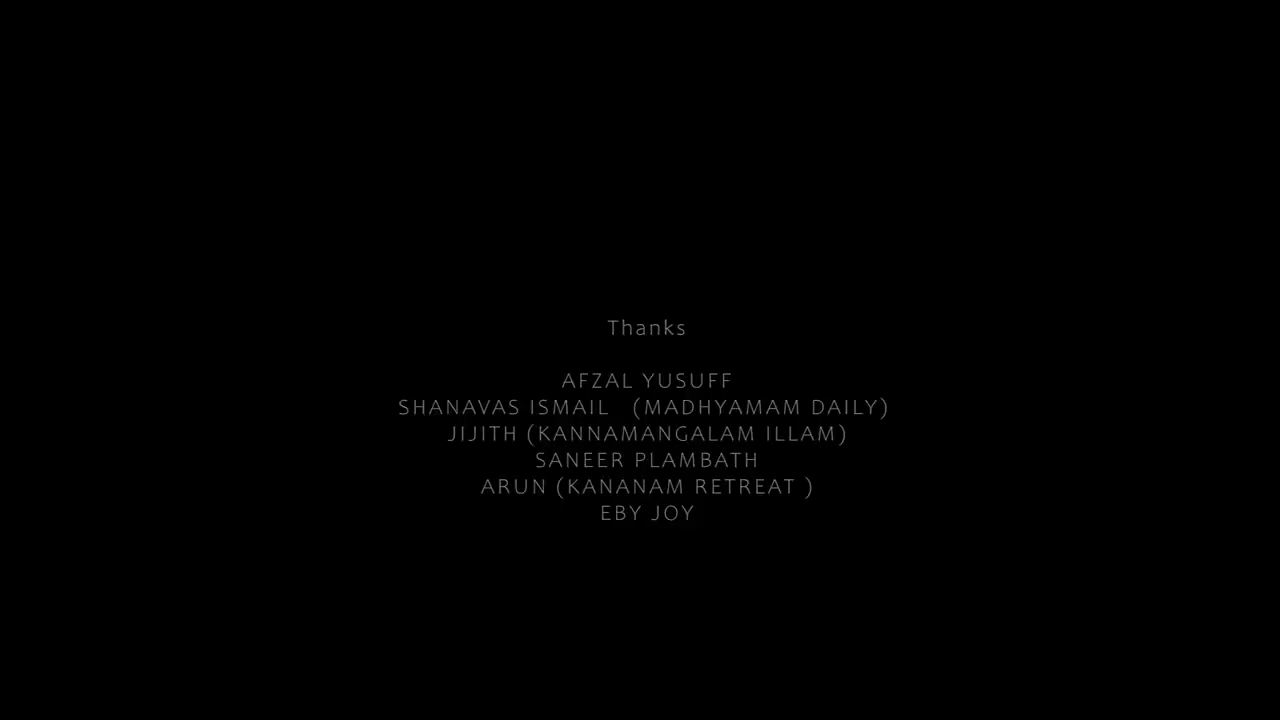 Thanks
AFZAL YUSUFF
SHANAVAS ISMAIL (MADHYAMAM DAILY)
JIJITH (KANNAMANGALAM ILLAM)
SANEER PLAMBATH
ARUN (KANANAM RETREAT )
EBY JOY